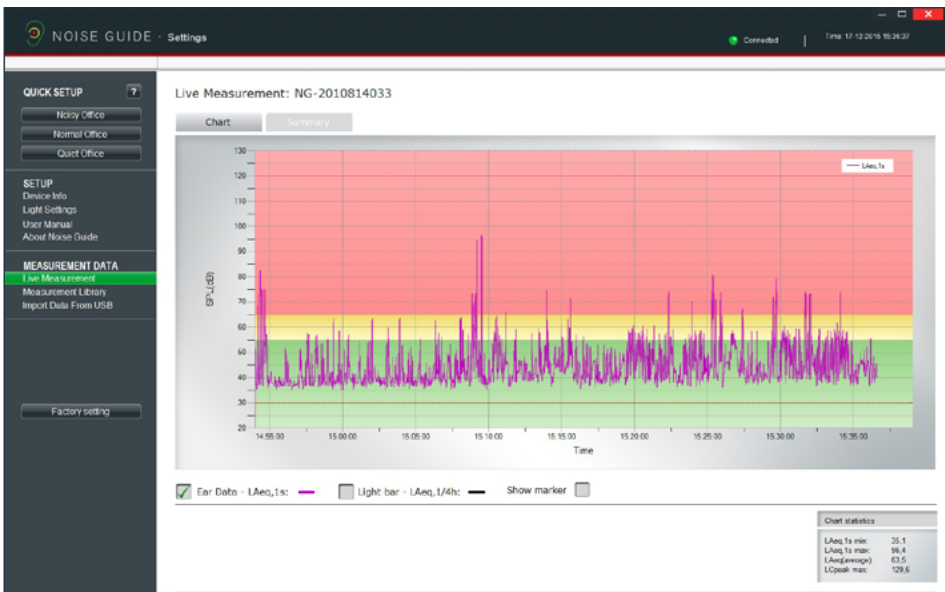 NOISE GUIDE · Settings
Connected | Time: 17-12-2015 15:36:37
QUICK SETUP ?
Noisy Office
Normal Office
Quiet Office
SETUP
Device Info
Light Settings
User Manual
About Noise Guide
MEASUREMENT DATA
Live Measurement
Measurement Library
Import Data From USB
Factory setting
Live Measurement: NG-2010814033
Chart Summary
LAeq,1s
SPL(dB)
130
120
110
100
90
80
70
60
50
40
30
20
14:55:00 15:00:00 15:05:00 15:10:00 15:15:00 15:20:00 15:25:00 15:30:00 15:35:00
Time
Ear Data - LAeq,1s: Light bar - LAeq,1/4h: Show marker
Chart statistics
LAeq,1s min: 35,1
LAeq,1s max: 96,4
LAeq(average): 63,5
LCpeak max: 129,6